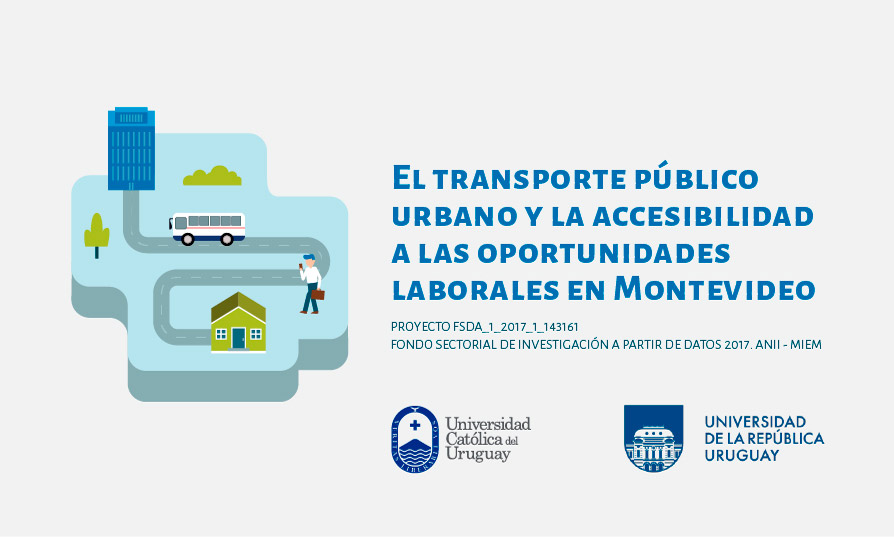 El transporte público
urbano y la accesibilidad
a las oportunidades
laborales en Montevideo
PROYECTO FSDA_1_2017_1_143161
FONDO SECTORIAL DE INVESTIGACIÓN A PARTIR DE DATOS 2017. ANII - MIEM
Universidad
Católica del
Uruguay
UNIVERSIDAD
DE LA REPÚBLICA
URUGUAY